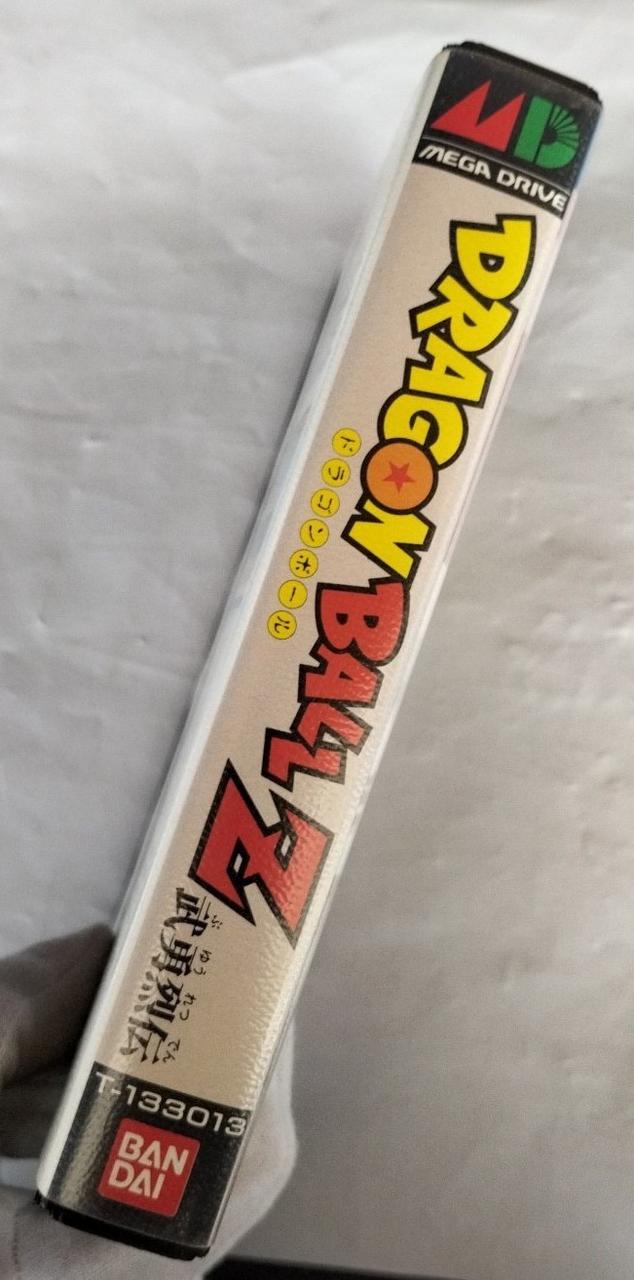 MD
MEGA DRIVE
DRAGON BALL Z
ドラゴンボール
武勇列伝
ぶゆうれつでん
T-133013
BAN
DAI